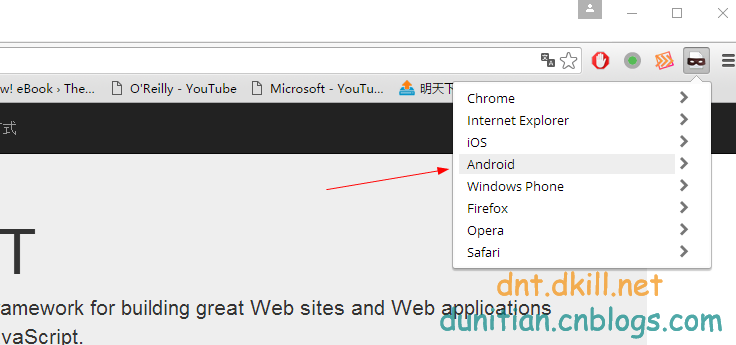 w! eBook › The...
O'Reilly - YouTube
Microsoft - YouTu...
明天下
式
Chrome
Internet Explorer
iOS
Android
Windows Phone
Firefox
Opera
Safari
T
ramework for building great Web sites and Web applications
vaScript.
dnt.dkill.net
dunitian.cnblogs.com